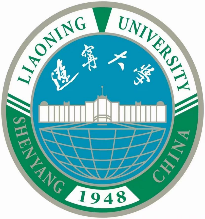 LIAONING UNIVERSITY
遼寧大學
SHENYANG CHINA
1948